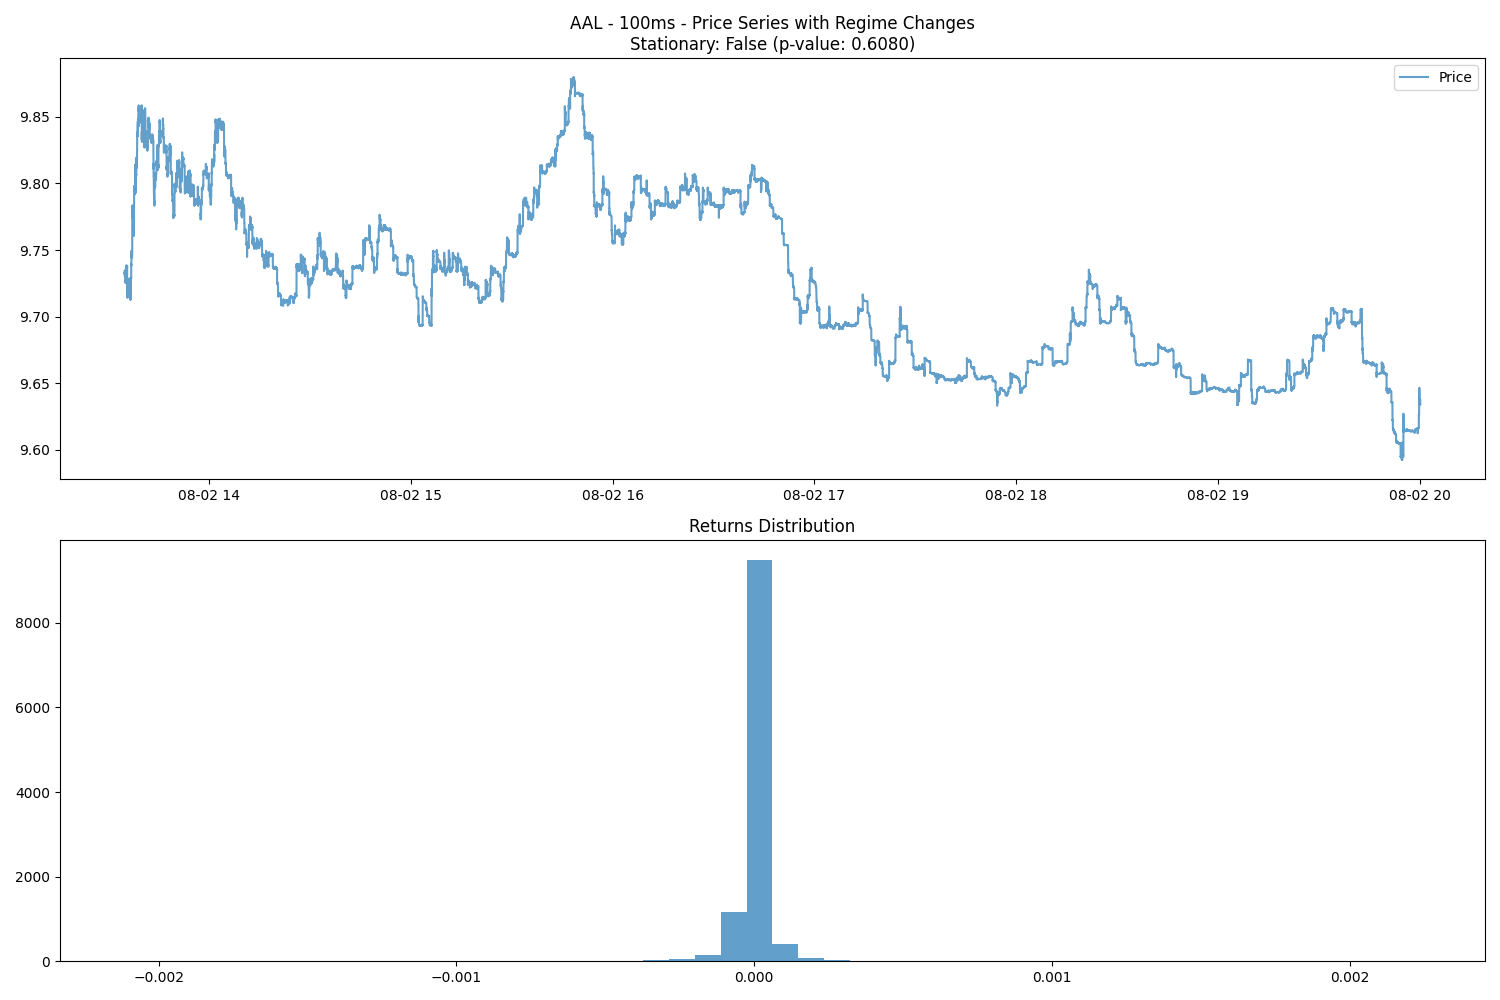 AAL - 100ms - Price Series with Regime Changes
Stationary: False (p-value: 0.6080)
Price
9.85
9.80
9.75
9.70
9.65
9.60
08-02 14 08-02 15 08-02 16 08-02 17 08-02 18 08-02 19 08-02 20
Returns Distribution
8000
6000
4000
2000
0
−0.002 −0.001 0.000 0.001 0.002